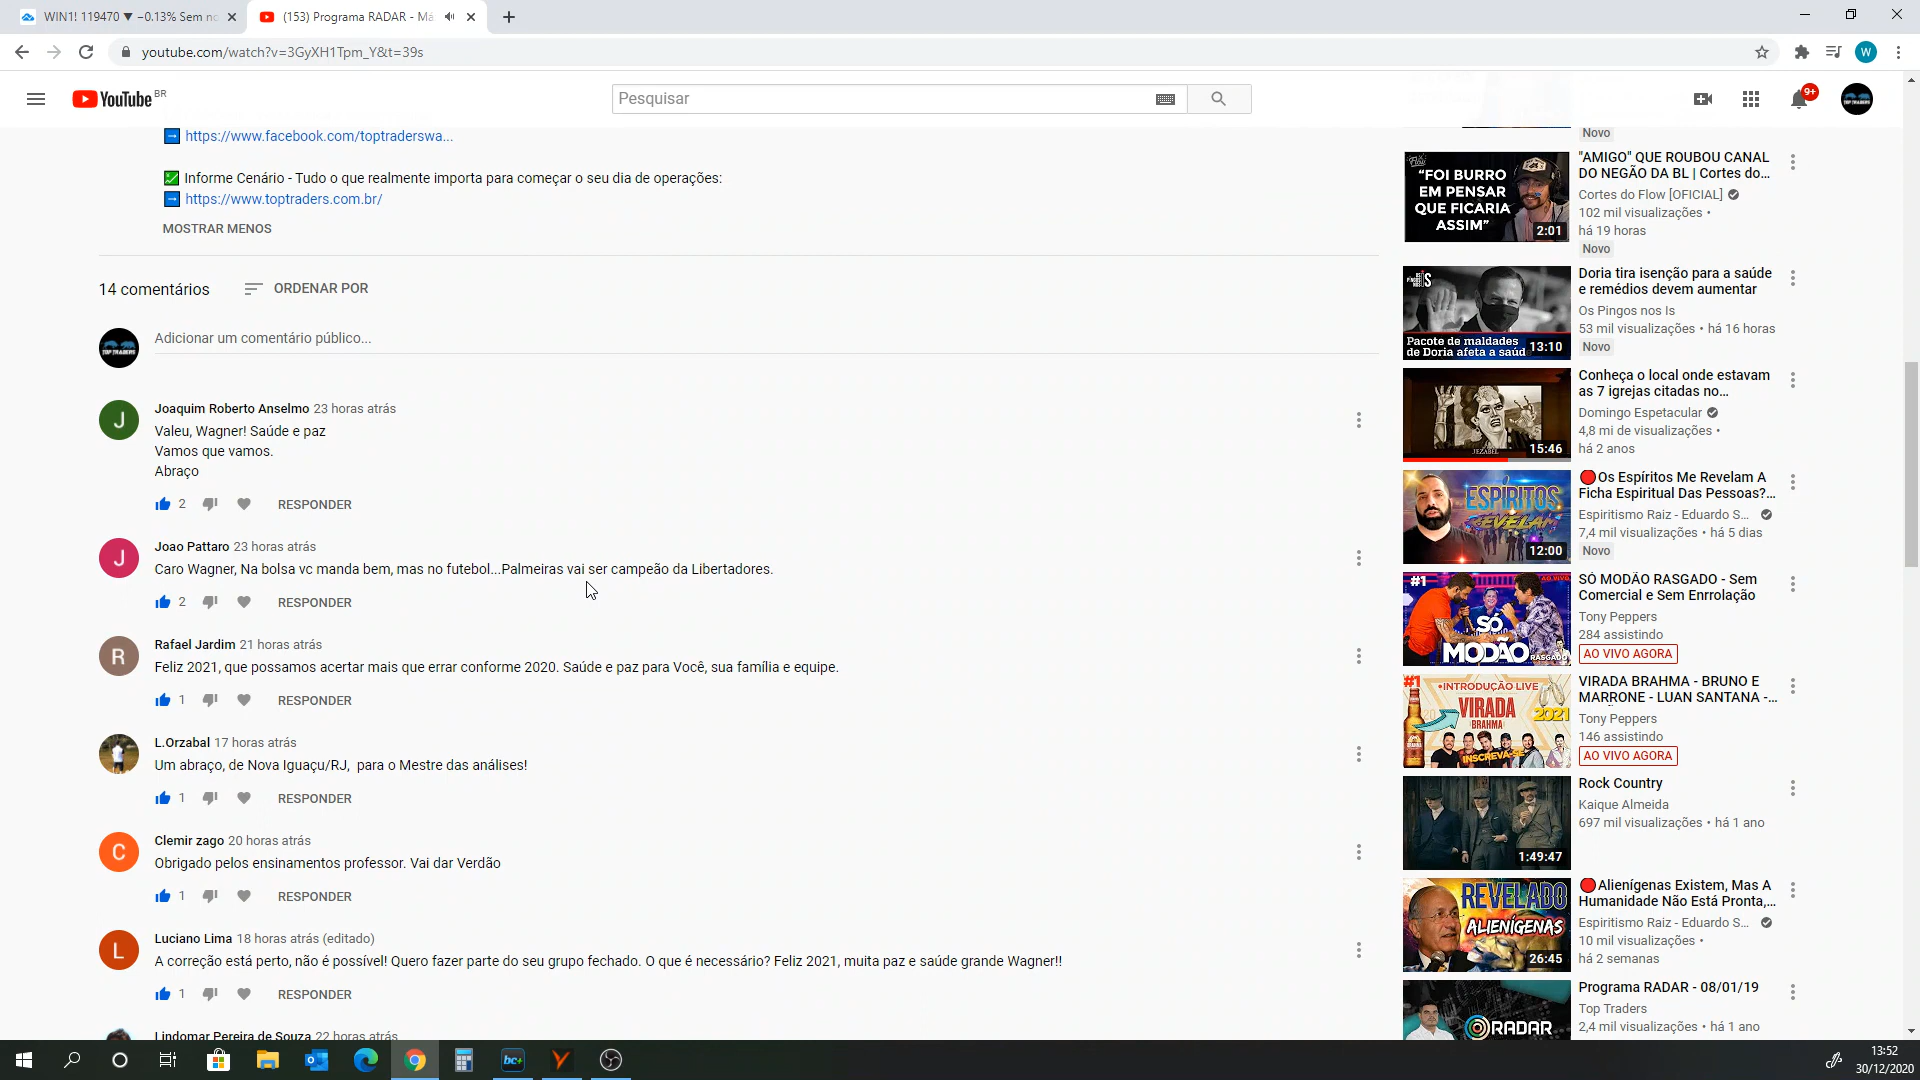 WIN1! 119470 ▼ −0.13% Sem no
(153) Programa RADAR - Má
youtube.com/watch?v=3GyXH1Tpm_Y&t=39s
W
YouTube BR
Pesquisar
9+
TOP TRADERS
https://www.facebook.com/toptraderswa...
Informe Cenário - Tudo o que realmente importa para começar o seu dia de operações:
https://www.toptraders.com.br/
MOSTRAR MENOS
14 comentários
ORDENAR POR
TOP TRADERS
Adicionar um comentário público...
J
Joaquim Roberto Anselmo 23 horas atrás
Valeu, Wagner! Saúde e paz
Vamos que vamos.
Abraço
2 RESPONDER
J
Joao Pattaro 23 horas atrás
Caro Wagner, Na bolsa vc manda bem, mas no futebol...Palmeiras vai ser campeão da Libertadores.
2 RESPONDER
R
Rafael Jardim 21 horas atrás
Feliz 2021, que possamos acertar mais que errar conforme 2020. Saúde e paz para Você, sua família e equipe.
1 RESPONDER
L.Orzabal 17 horas atrás
Um abraço, de Nova Iguaçu/RJ, para o Mestre das análises!
1 RESPONDER
C
Clemir zago 20 horas atrás
Obrigado pelos ensinamentos professor. Vai dar Verdão
1 RESPONDER
L
Luciano Lima 18 horas atrás (editado)
A correção está perto, não é possível! Quero fazer parte do seu grupo fechado. O que é necessário? Feliz 2021, muita paz e saúde grande Wagner!!
1 RESPONDER
Lindomar Pereira de Souza 22 horas atrás
Novo
"FOI BURRO
EM PENSAR
QUE FICARIA
ASSIM"
2:01
"AMIGO" QUE ROUBOU CANAL
DO NEGÃO DA BL | Cortes do...
Cortes do Flow [OFICIAL]
102 mil visualizações •
há 19 horas
Novo
OS PINGOS NOS IS
Pacote de maldades
de Doria afeta a saúd
13:10
Doria tira isenção para a saúde
e remédios devem aumentar
Os Pingos nos Is
53 mil visualizações • há 16 horas
Novo
JEZABEL
15:46
Conheça o local onde estavam
as 7 igrejas citadas no...
Domingo Espetacular
4,8 mi de visualizações •
há 2 anos
ESPÍRITOS
REVELAM
12:00
Os Espíritos Me Revelam A
Ficha Espiritual Das Pessoas?...
Espiritismo Raiz - Eduardo S...
7,4 mil visualizações • há 5 dias
Novo
#1
AO VIVO
SÓ
MODÃO
RASGADO
SÓ MODÃO RASGADO - Sem
Comercial e Sem Enrrolação
Tony Peppers
284 assistindo
AO VIVO AGORA
#1
•INTRODUÇÃO LIVE
VIRADA
BRAHMA
2021
INSCREVA-SE
VIRADA BRAHMA - BRUNO E
MARRONE - LUAN SANTANA -...
Tony Peppers
146 assistindo
AO VIVO AGORA
1:49:47
Rock Country
Kaique Almeida
697 mil visualizações • há 1 ano
REVELADO
ALIENÍGENAS
26:45
Alienígenas Existem, Mas A
Humanidade Não Está Pronta,...
Espiritismo Raiz - Eduardo S...
10 mil visualizações •
há 2 semanas
RADAR
Programa RADAR - 08/01/19
Top Traders
2,4 mil visualizações • há 1 ano
bc+
13:52
30/12/2020